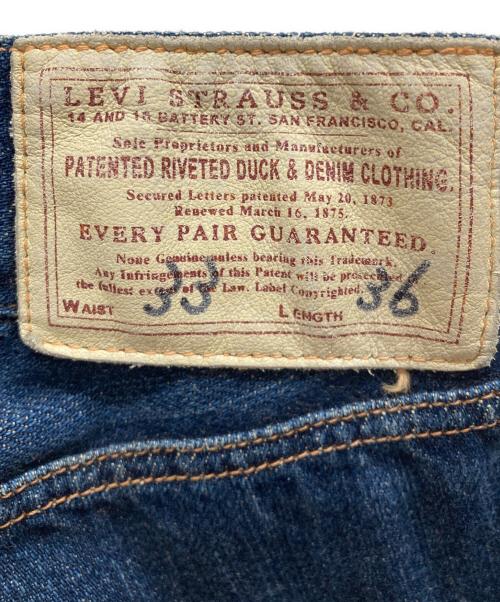 LEVI STRAUSS & CO.
14 AND 16 BATTERY ST. SAN FRANCISCO, CAL.
Sole Proprietors and Manufacturers of
PATENTED RIVETED DUCK & DENIM CLOTHING.
Secured Letters patented May 20, 1873
Renewed March 16, 1875.
EVERY PAIR GUARANTEED.
None Genuine unless bearing this Trademark.
Any Infringements of this Patent will be prosecuted
the fullest extent of the Law. Label Copyrighted.
WAIST 33 LENGTH 36